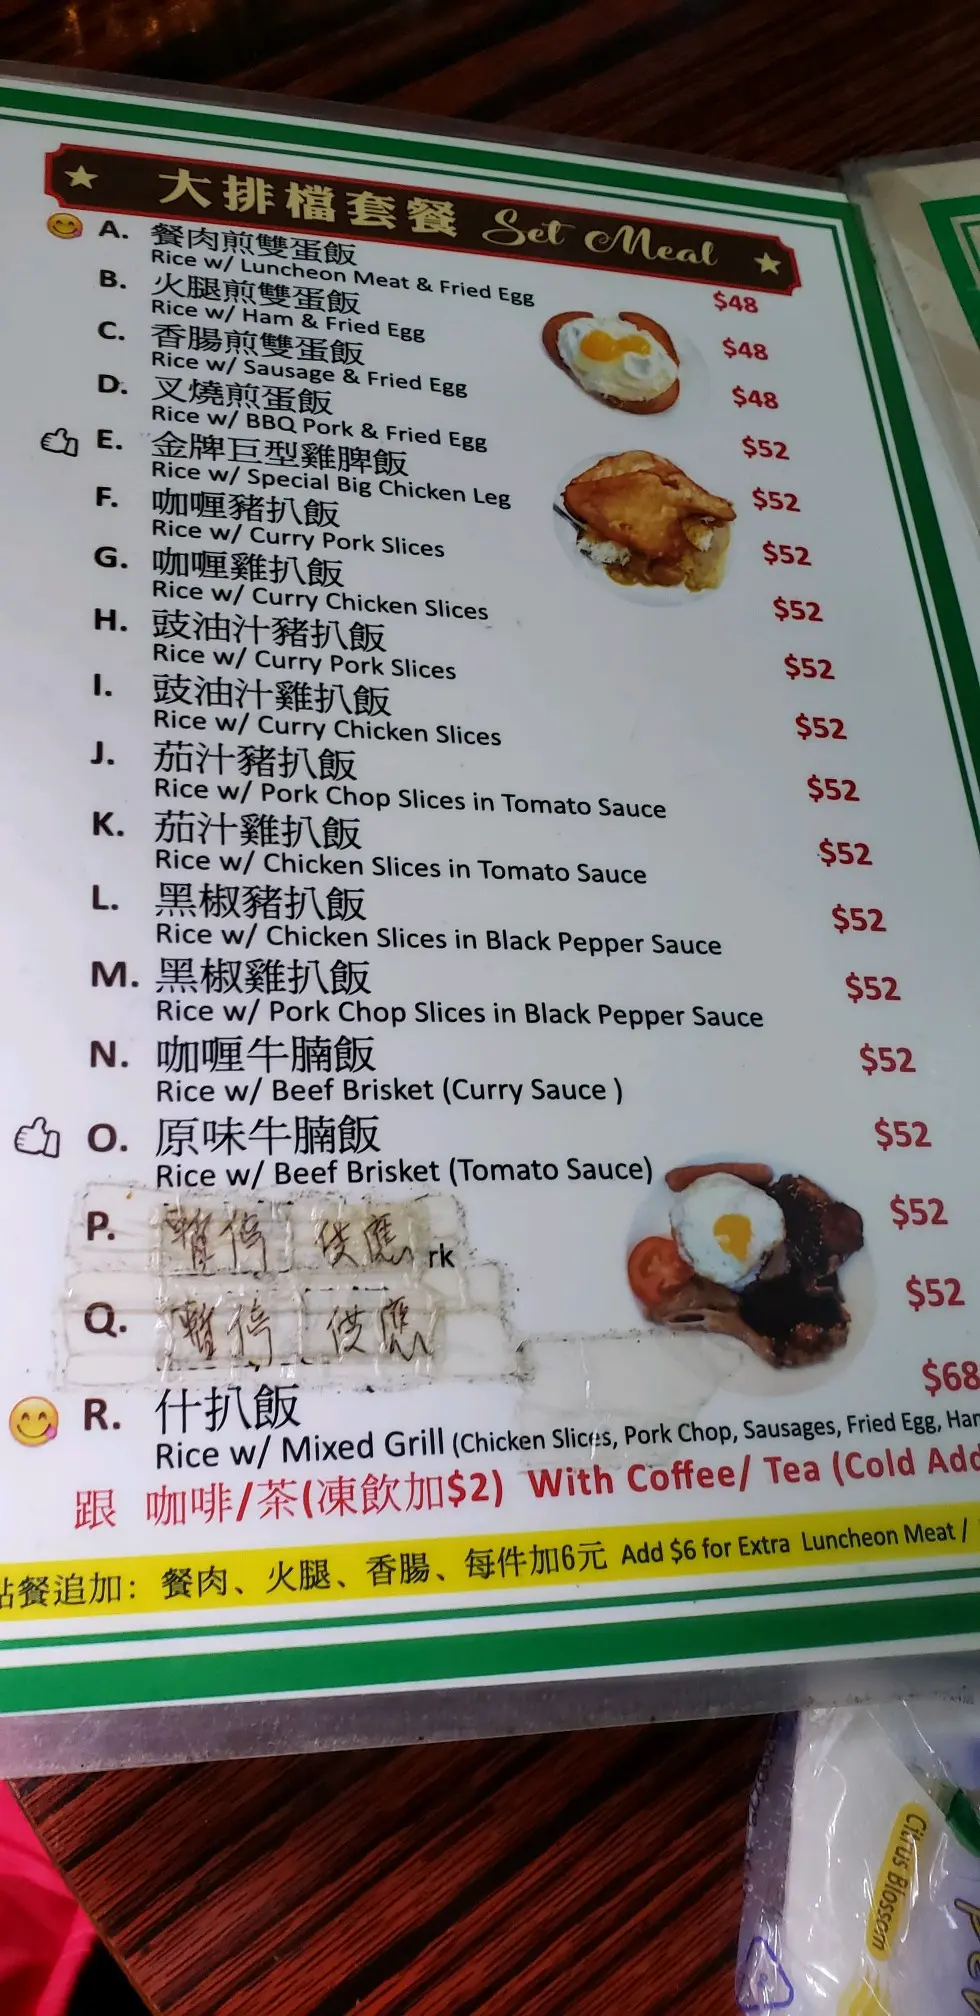 大排檔套餐 Set Meal
A. 餐肉煎雙蛋飯 $48
Rice w/ Luncheon Meat & Fried Egg
B. 火腿煎雙蛋飯 $48
Rice w/ Ham & Fried Egg
C. 香腸煎雙蛋飯 $48
Rice w/ Sausage & Fried Egg
D. 叉燒煎蛋飯 $52
Rice w/ BBQ Pork & Fried Egg
E. 金牌巨型雞脾飯 $52
Rice w/ Special Big Chicken Leg
F. 咖喱豬扒飯 $52
Rice w/ Curry Pork Slices
G. 咖喱雞扒飯 $52
Rice w/ Curry Chicken Slices
H. 豉油汁豬扒飯 $52
Rice w/ Curry Pork Slices
I. 豉油汁雞扒飯 $52
Rice w/ Curry Chicken Slices
J. 茄汁豬扒飯 $52
Rice w/ Pork Chop Slices in Tomato Sauce
K. 茄汁雞扒飯 $52
Rice w/ Chicken Slices in Tomato Sauce
L. 黑椒豬扒飯 $52
Rice w/ Chicken Slices in Black Pepper Sauce
M. 黑椒雞扒飯 $52
Rice w/ Pork Chop Slices in Black Pepper Sauce
N. 咖喱牛腩飯 $52
Rice w/ Beef Brisket (Curry Sauce )
O. 原味牛腩飯 $52
Rice w/ Beef Brisket (Tomato Sauce)
P. 暫停 供應 rk $52
Q. 暫停 供應 $52
R. 什扒飯 $68
Rice w/ Mixed Grill (Chicken Slices, Pork Chop, Sausages, Fried Egg, Ham
跟 咖啡/茶(凍飲加$2) With Coffee/ Tea (Cold Add
點餐追加: 餐肉、火腿、香腸、每件加6元 Add $6 for Extra Luncheon Meat /
Citrus Blossom